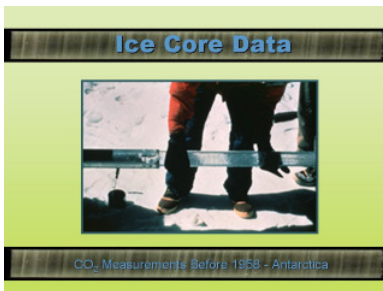 Ice Core Data
CO₂ Measurements Before 1958 - Antarctica